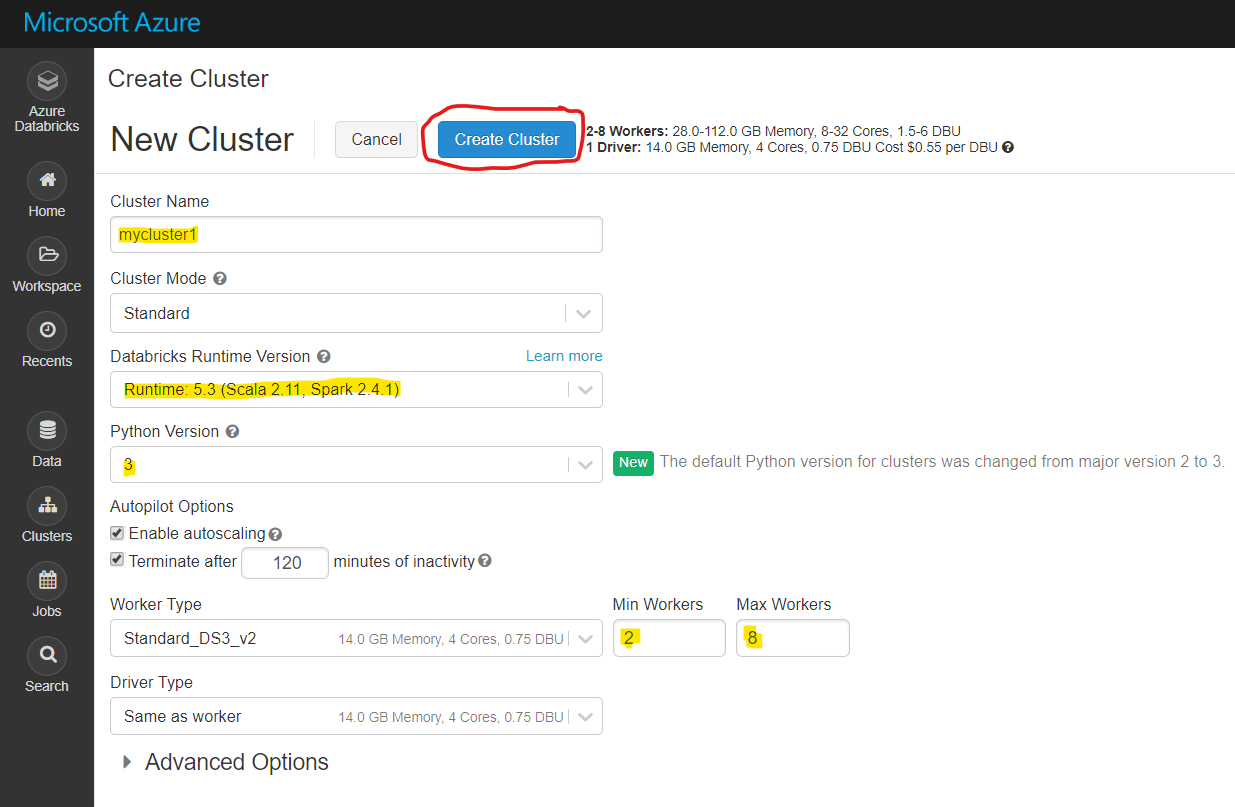 Microsoft Azure
Azure
Databricks
Home
Workspace
Recents
Data
Clusters
Jobs
Search
Create Cluster
New Cluster
Cancel
Create Cluster
2-8 Workers: 28.0-112.0 GB Memory, 8-32 Cores, 1.5-6 DBU
1 Driver: 14.0 GB Memory, 4 Cores, 0.75 DBU Cost $0.55 per DBU ?
Cluster Name
mycluster1
Cluster Mode ?
Standard
Databricks Runtime Version ? Learn more
Runtime: 5.3 (Scala 2.11, Spark 2.4.1)
Python Version ?
3
New The default Python version for clusters was changed from major version 2 to 3.
Autopilot Options
Enable autoscaling ?
Terminate after 120 minutes of inactivity ?
Worker Type Min Workers Max Workers
Standard_DS3_v2 14.0 GB Memory, 4 Cores, 0.75 DBU 2 8
Driver Type
Same as worker 14.0 GB Memory, 4 Cores, 0.75 DBU
Advanced Options